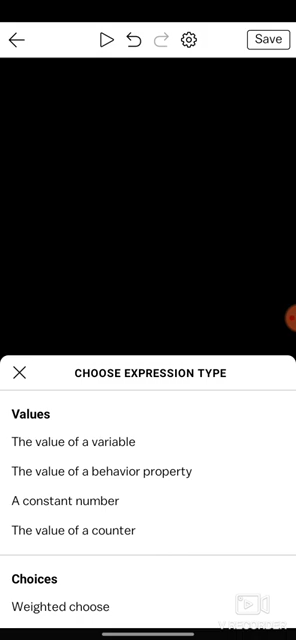 Save
CHOOSE EXPRESSION TYPE
Values
The value of a variable
The value of a behavior property
A constant number
The value of a counter
Choices
Weighted choose
V RECORDER